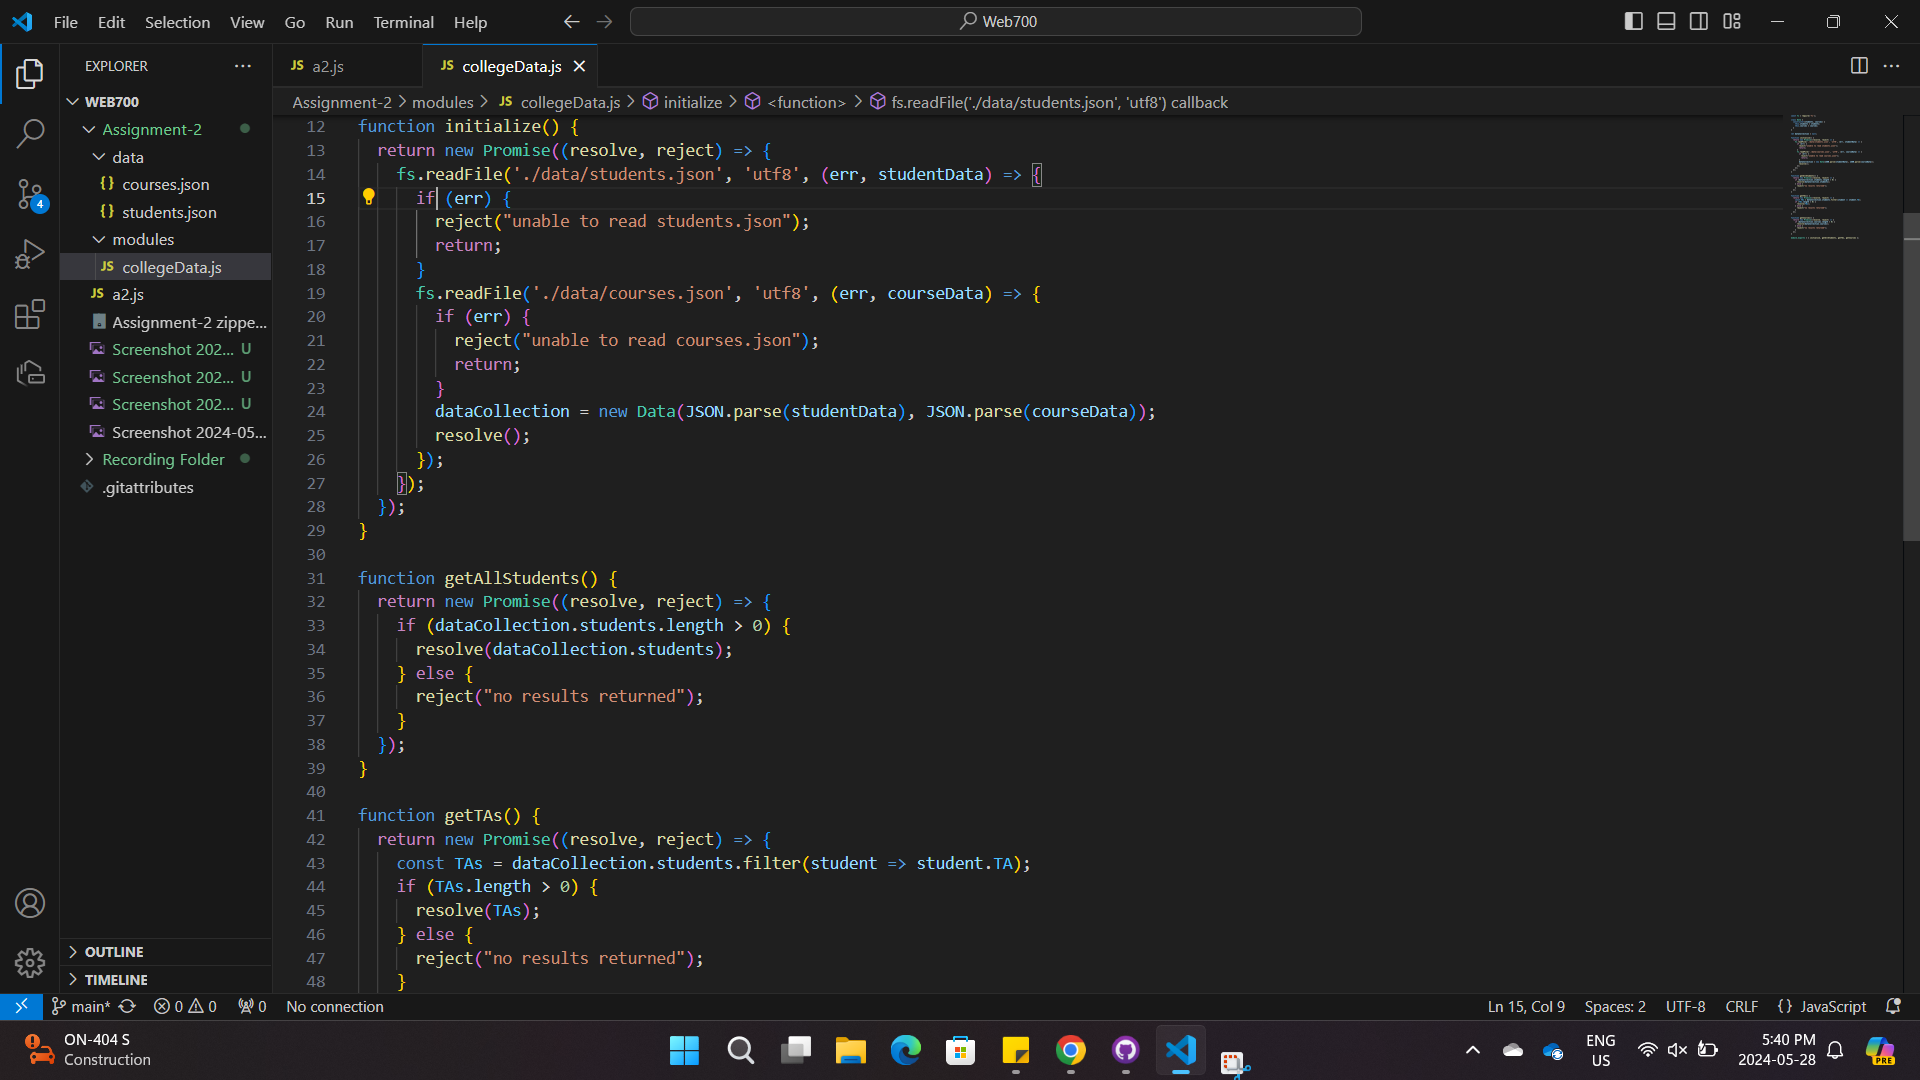 File Edit Selection View Go Run Terminal Help
Web700
EXPLORER
WEB700
Assignment-2
data
courses.json
students.json
modules
JS collegeData.js
JS a2.js
Assignment-2 zippe...
Screenshot 202... U
Screenshot 202... U
Screenshot 202... U
Screenshot 2024-05...
Recording Folder
.gitattributes
OUTLINE
TIMELINE
4
JS a2.js
JS collegeData.js
Assignment-2 > modules > JS collegeData.js > initialize > <function> > fs.readFile('./data/students.json', 'utf8') callback
12 function initialize() {
13 return new Promise((resolve, reject) => {
14 fs.readFile('./data/students.json', 'utf8', (err, studentData) => {
15 if (err) {
16 reject("unable to read students.json");
17 return;
18 }
19 fs.readFile('./data/courses.json', 'utf8', (err, courseData) => {
20 if (err) {
21 reject("unable to read courses.json");
22 return;
23 }
24 dataCollection = new Data(JSON.parse(studentData), JSON.parse(courseData));
25 resolve();
26 });
27 });
28 });
29 }
30
31 function getAllStudents() {
32 return new Promise((resolve, reject) => {
33 if (dataCollection.students.length > 0) {
34 resolve(dataCollection.students);
35 } else {
36 reject("no results returned");
37 }
38 });
39 }
40
41 function getTAs() {
42 return new Promise((resolve, reject) => {
43 const TAs = dataCollection.students.filter(student => student.TA);
44 if (TAs.length > 0) {
45 resolve(TAs);
46 } else {
47 reject("no results returned");
48 }
main* 0 0 0 No connection
Ln 15, Col 9 Spaces: 2 UTF-8 CRLF {} JavaScript
ON-404 S
Construction
ENG
US
5:40 PM
2024-05-28
PRE